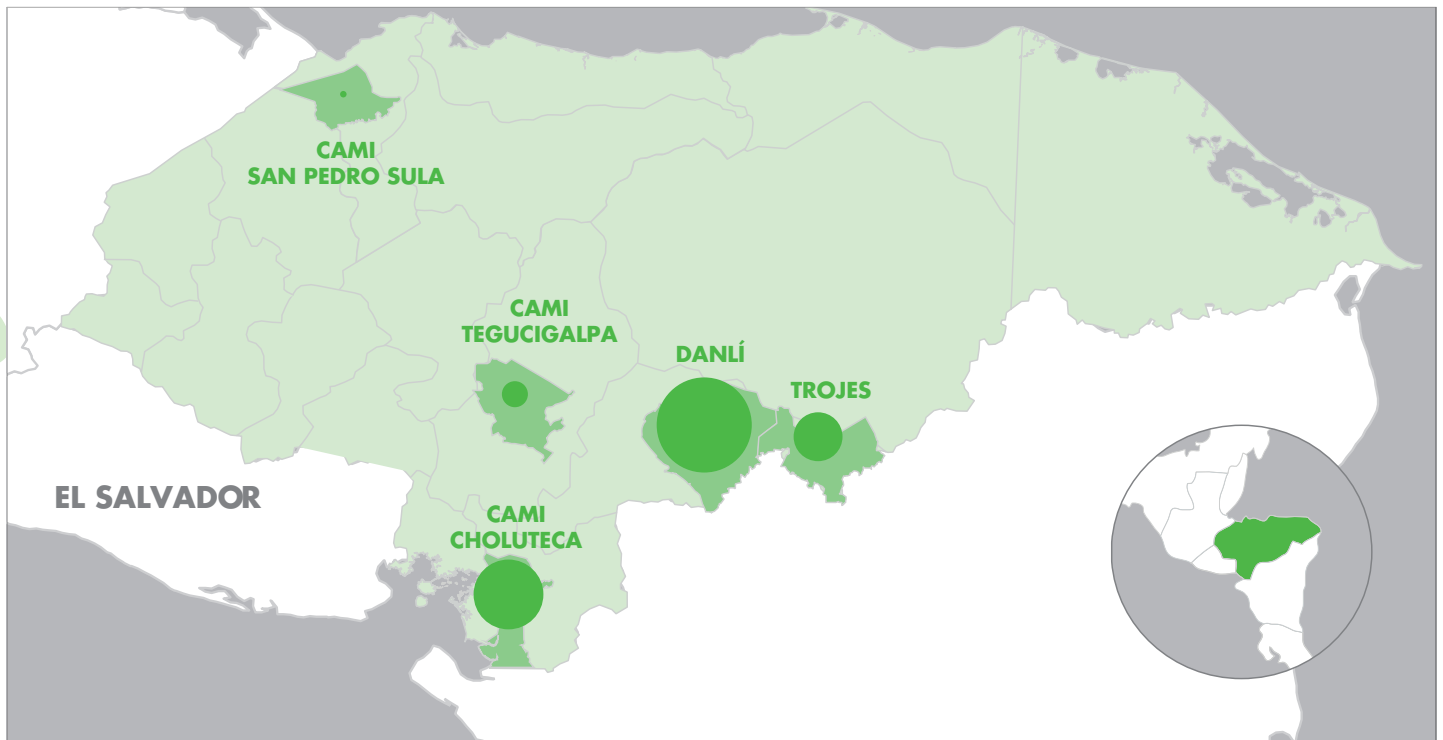 CAMI
SAN PEDRO SULA
CAMI
TEGUCIGALPA
DANLÍ
TROJES
EL SALVADOR
CAMI
CHOLUTECA